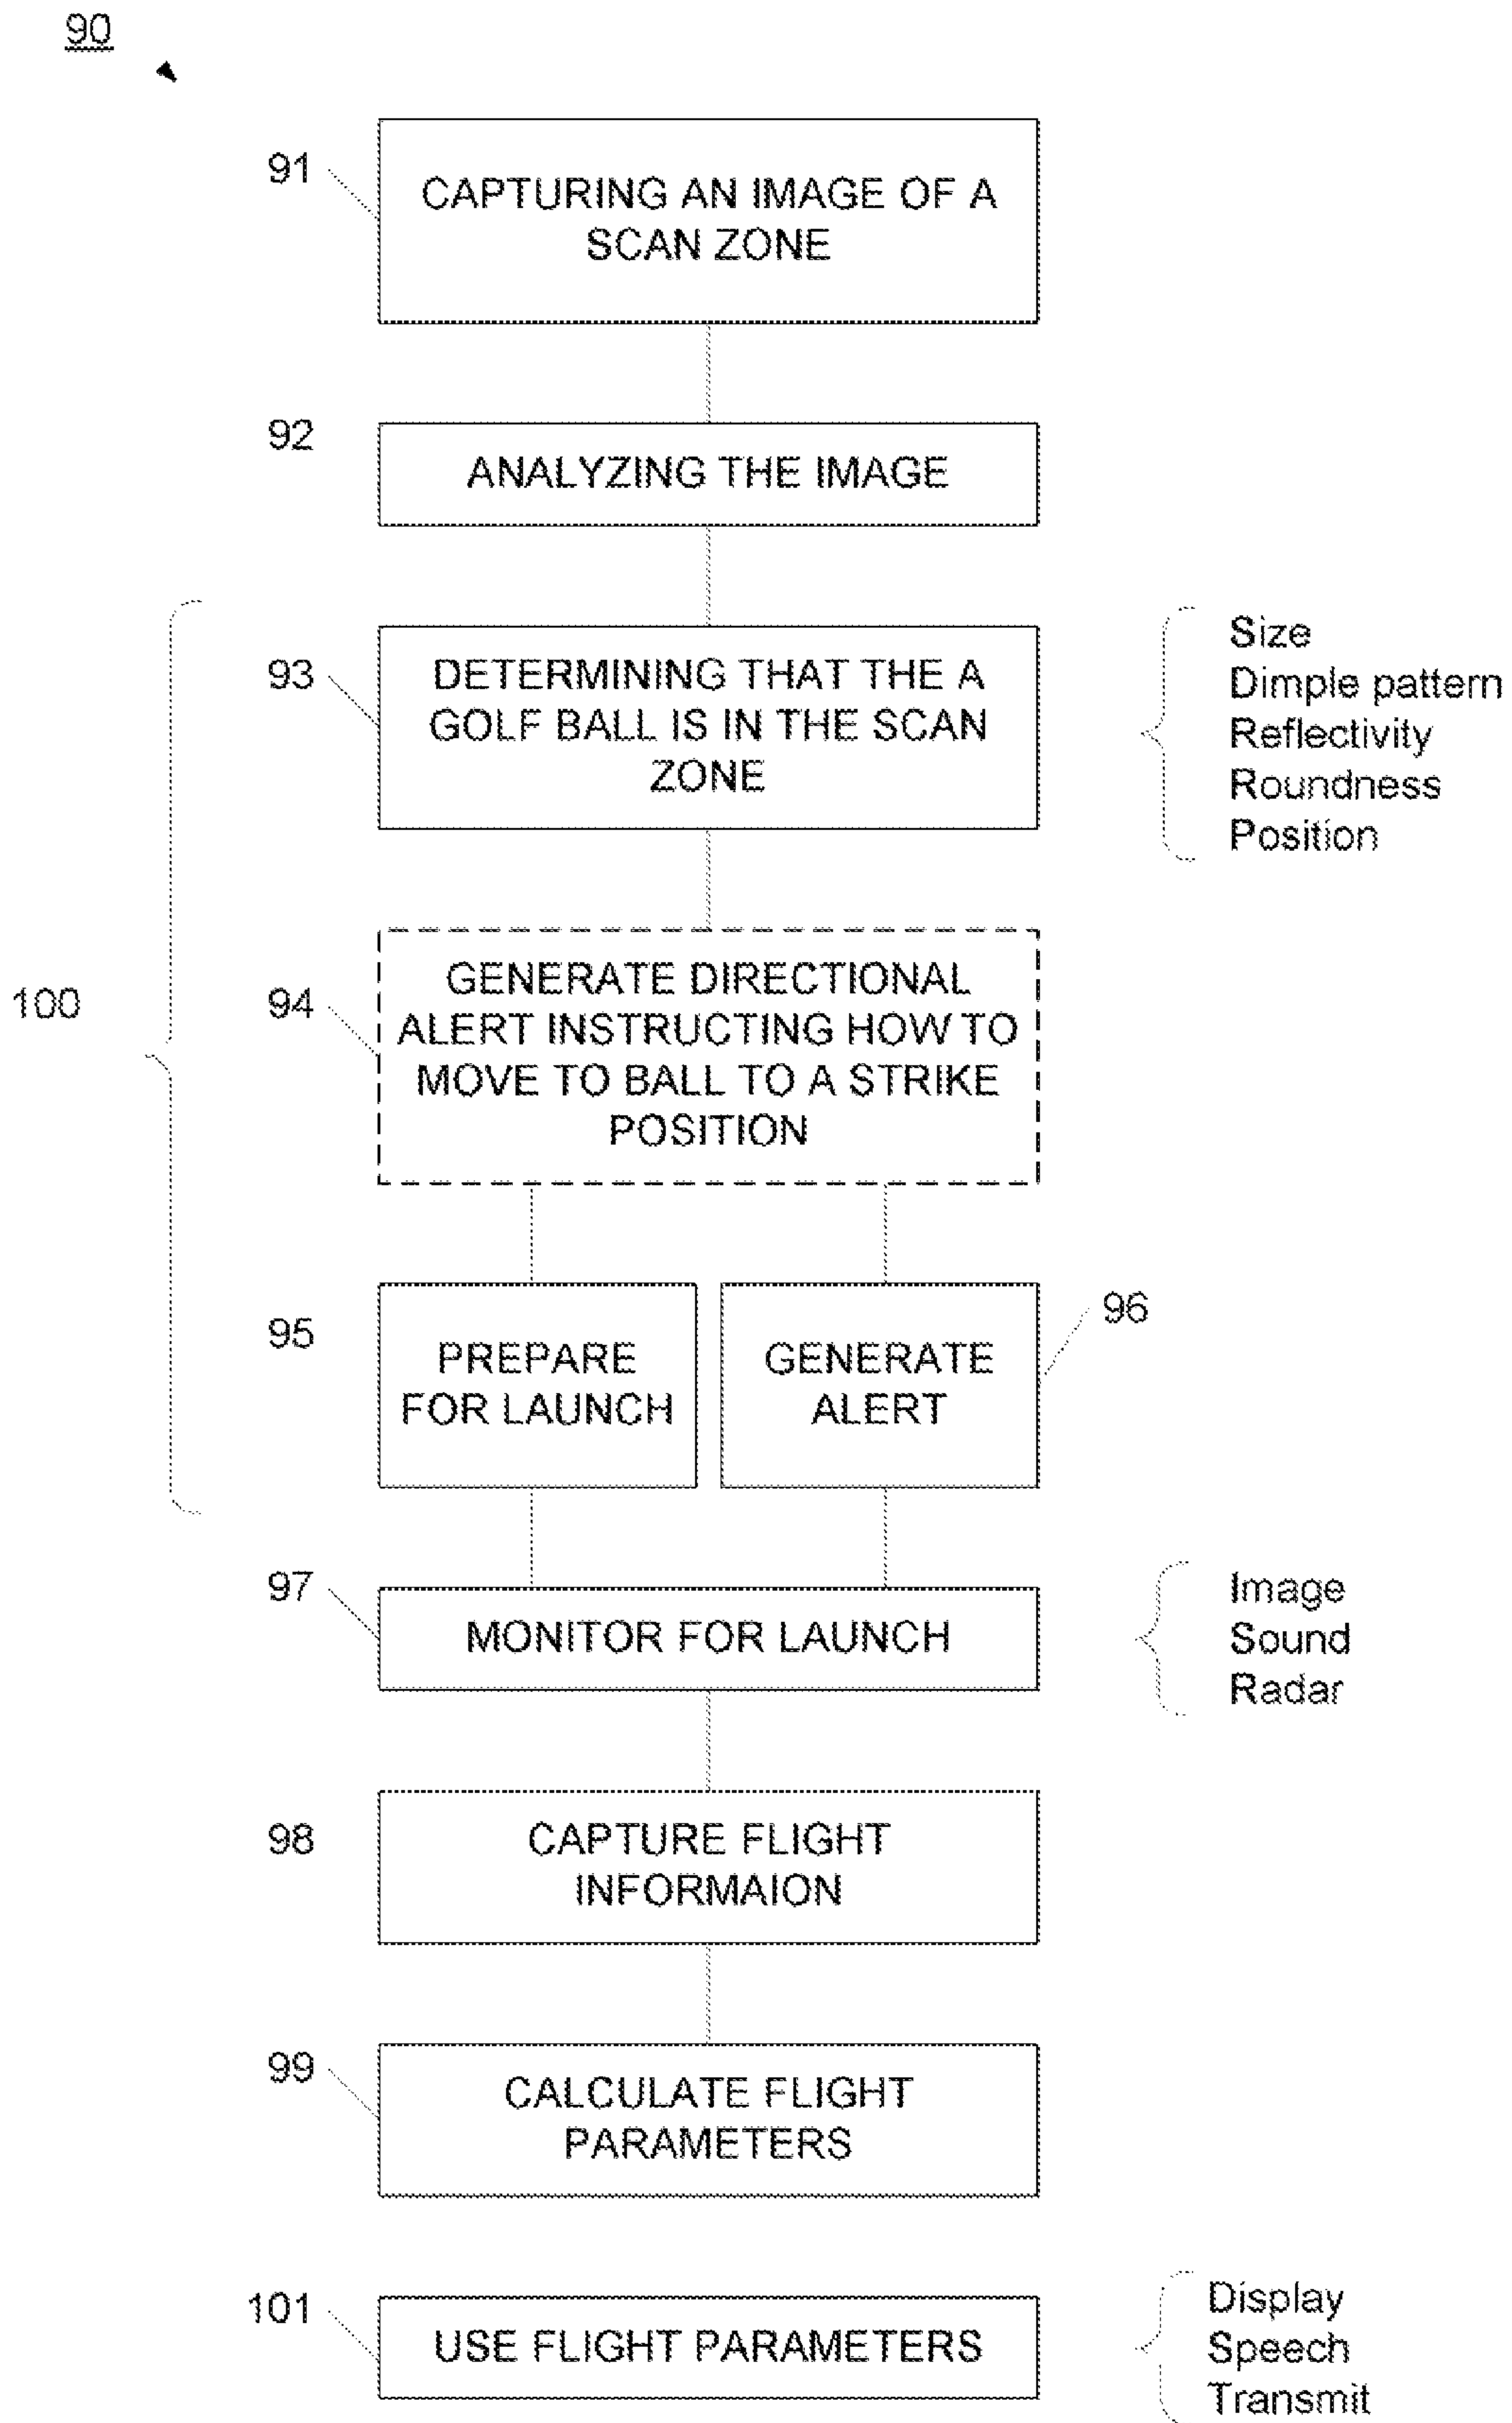 90
91
CAPTURING AN IMAGE OF A
SCAN ZONE
92
ANALYZING THE IMAGE
93
DETERMINING THAT THE A
GOLF BALL IS IN THE SCAN
ZONE
Size
Dimple pattern
Reflectivity
Roundness
Position
100
94
GENERATE DIRECTIONAL
ALERT INSTRUCTING HOW TO
MOVE TO BALL TO A STRIKE
POSITION
95
PREPARE
FOR LAUNCH
GENERATE
ALERT
96
97
MONITOR FOR LAUNCH
Image
Sound
Radar
98
CAPTURE FLIGHT
INFORMAION
99
CALCULATE FLIGHT
PARAMETERS
101
USE FLIGHT PARAMETERS
Display
Speech
Transmit